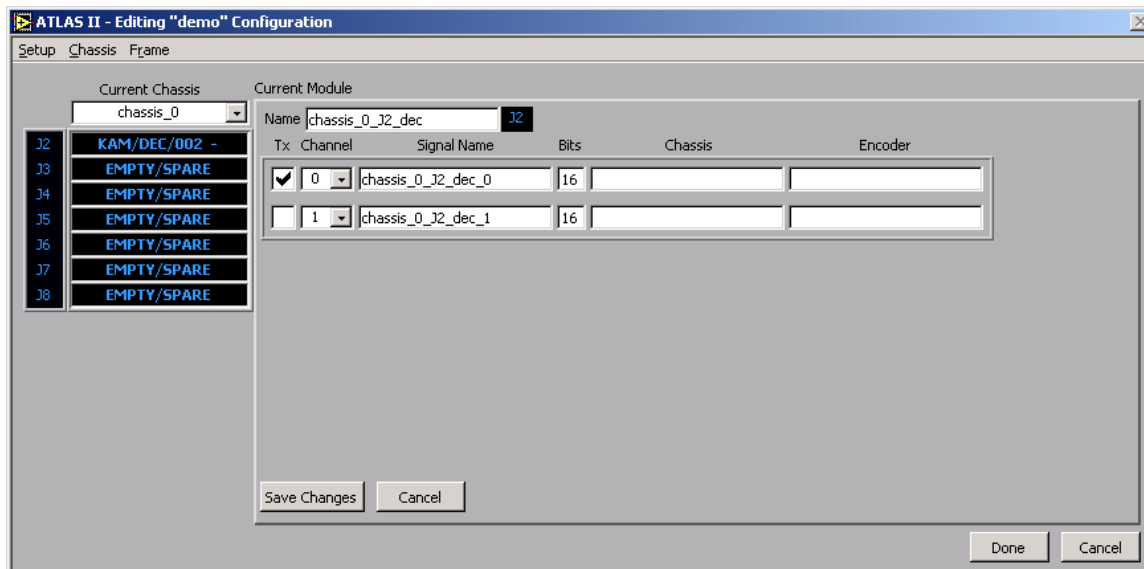 ATLAS II - Editing "demo" Configuration
Setup Chassis Frame
Current Chassis
chassis_0
J2 KAM/DEC/002 -
J3 EMPTY/SPARE
J4 EMPTY/SPARE
J5 EMPTY/SPARE
J6 EMPTY/SPARE
J7 EMPTY/SPARE
J8 EMPTY/SPARE
Current Module
Name chassis_0_J2_dec J2
Tx Channel Signal Name Bits Chassis Encoder
0 chassis_0_J2_dec_0 16
1 chassis_0_J2_dec_1 16
Save Changes Cancel
Done Cancel